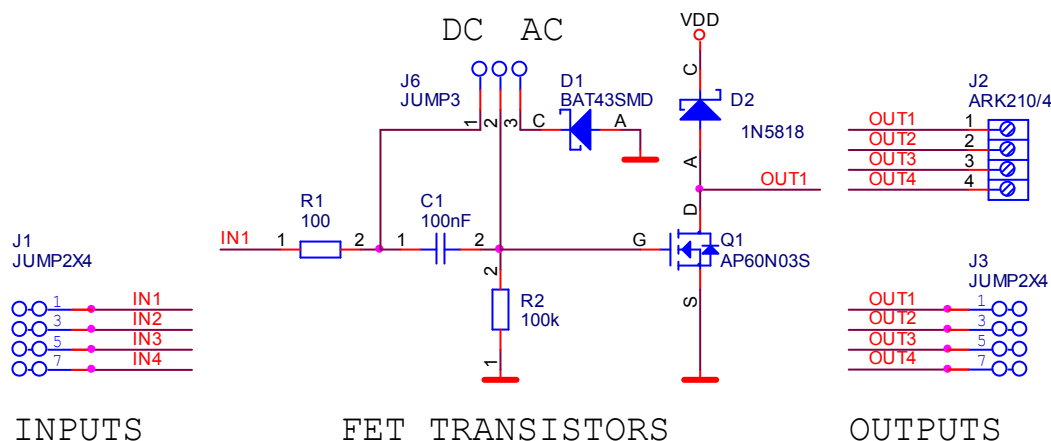 DC AC
VDD
J6
JUMP3
D1
BAT43SMD
1
2
3
C
A
C
D2
1N5818
A
OUT1
J2
ARK210/4
OUT1 1
OUT2 2
OUT3 3
OUT4 4
R1
100
C1
100nF
IN1 1 2 1 2
G
D
Q1
AP60N03S
S
2
R2
100k
1
J1
JUMP2X4
1 IN1
3 IN2
5 IN3
7 IN4
J3
JUMP2X4
OUT1 1
OUT2 3
OUT3 5
OUT4 7
INPUTS
FET TRANSISTORS
OUTPUTS